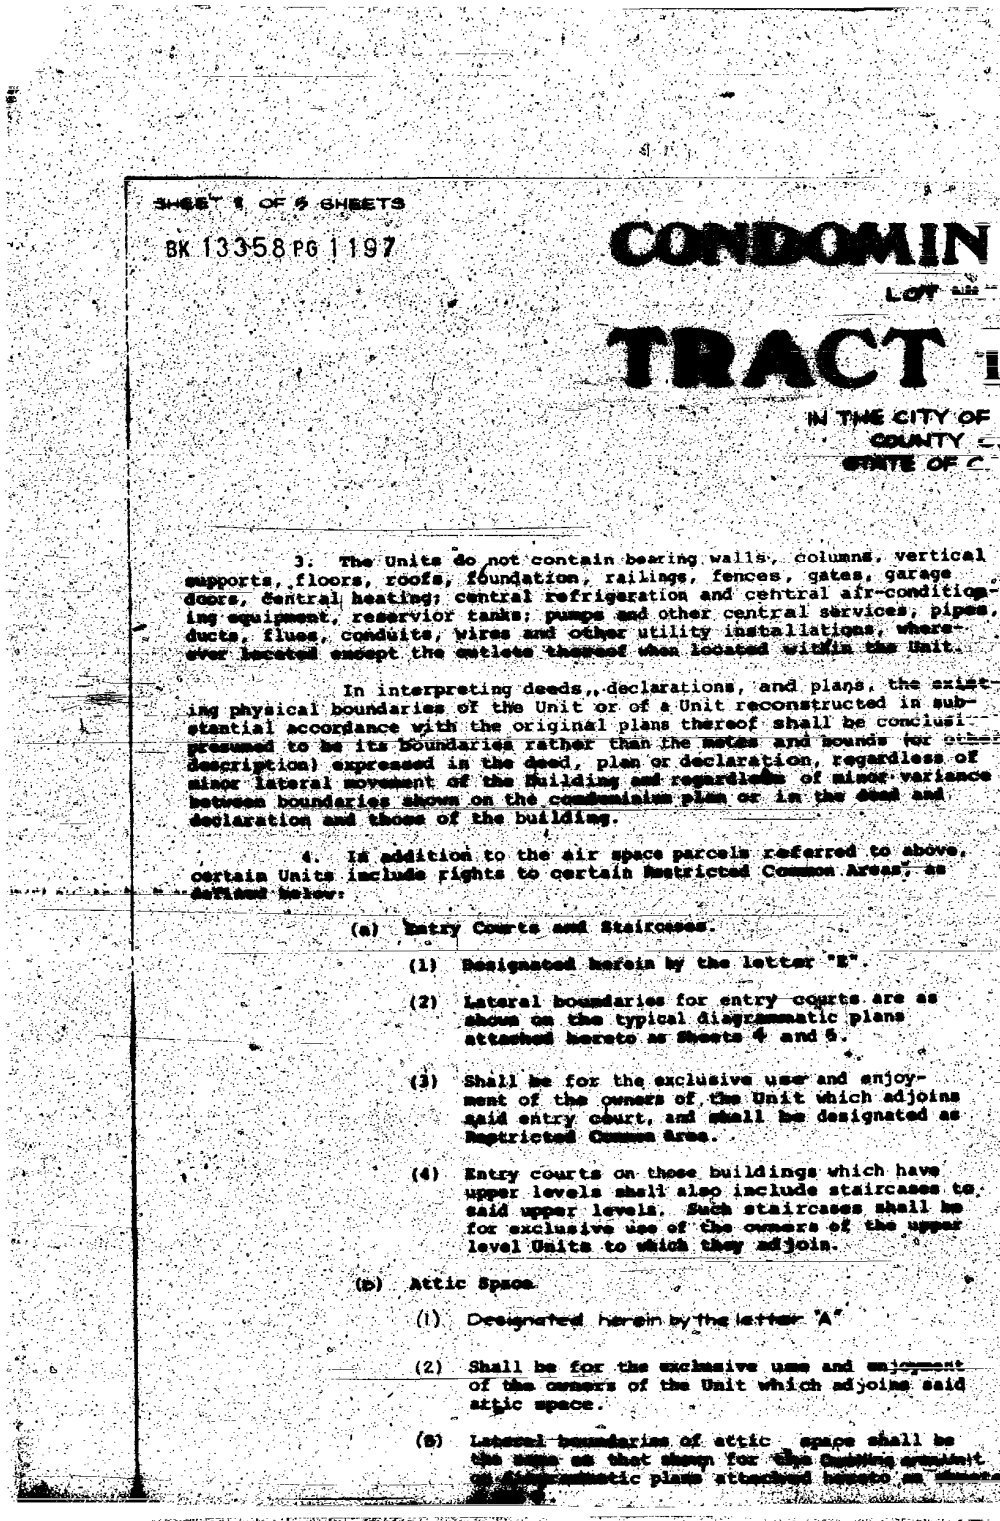 SHEET OF 5 SHEETS
BK 13358 PG 1197
CONDOMIN
LOT
TRACT
IN THE CITY OF
COUNTY
STATE OF C
3. The Units do not contain bearing walls, columns, vertical
supports, floors, roofs, foundation, railings, fences, gates, garage
doors, central heating; central refrigeration and central air-condition-
ing equipment, reservior tanks; pumps and other central services, pipes,
ducts, flues, conduits, wires and other utility installations, where-
ever located except the outlets thereof when located within the Unit.
In interpreting deeds, declarations, and plans, the exist-
ing physical boundaries of the Unit or of a Unit reconstructed in sub-
stantial accordance with the original plans thereof shall be conclusi
presumed to be its boundaries rather than the metes and bounds (or other
description) expressed in the deed, plan or declaration, regardless of
minor lateral movement of the building and regardless of minor variance
between boundaries shown on the condominium plan or in the deed and
declaration and those of the building.
4. In addition to the air space parcels referred to above,
certain Units include rights to certain Restricted Common Areas, as
defined below:
(a) Entry Courts and Staircases.
(1) Designated herein by the letter "E".
(2) Lateral boundaries for entry courts are as
shown on the typical diagrammatic plans
attached hereto as Sheets 4 and 5.
(3) Shall be for the exclusive use and enjoy-
ment of the owners of the Unit which adjoins
said entry court, and shall be designated as
Restricted Common Area.
(4) Entry courts on those buildings which have
upper levels shall also include staircases to
said upper levels. Such staircases shall be
for exclusive use of the owners of the upper
level Units to which they adjoin.
(b) Attic Space
(1) Designated herein by the letter "A"
(2) Shall be for the exclusive use and enjoyment
of the owners of the Unit which adjoins said
attic space.
(3) Lateral boundaries of attic space shall be
the same as that shown for the
plans attached hereto as